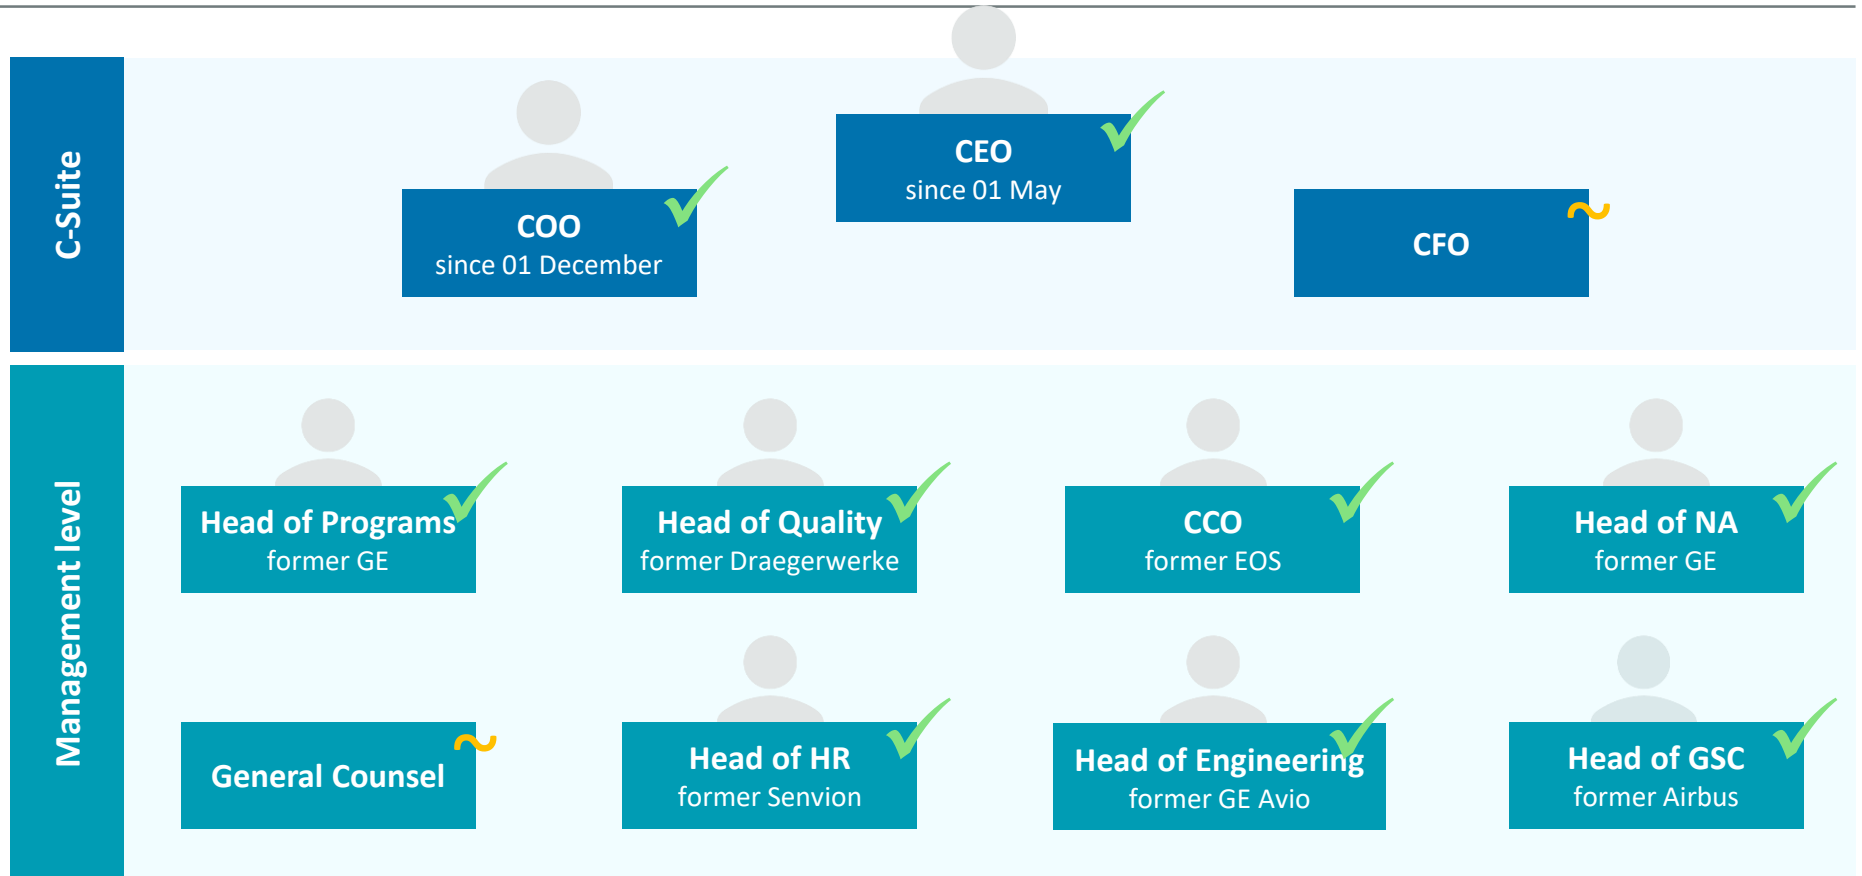 C-Suite
CEO
since 01 May
COO
since 01 December
CFO
Management level
Head of Programs
former GE
Head of Quality
former Draegerwerke
CCO
former EOS
Head of NA
former GE
General Counsel
Head of HR
former Senvion
Head of Engineering
former GE Avio
Head of GSC
former Airbus